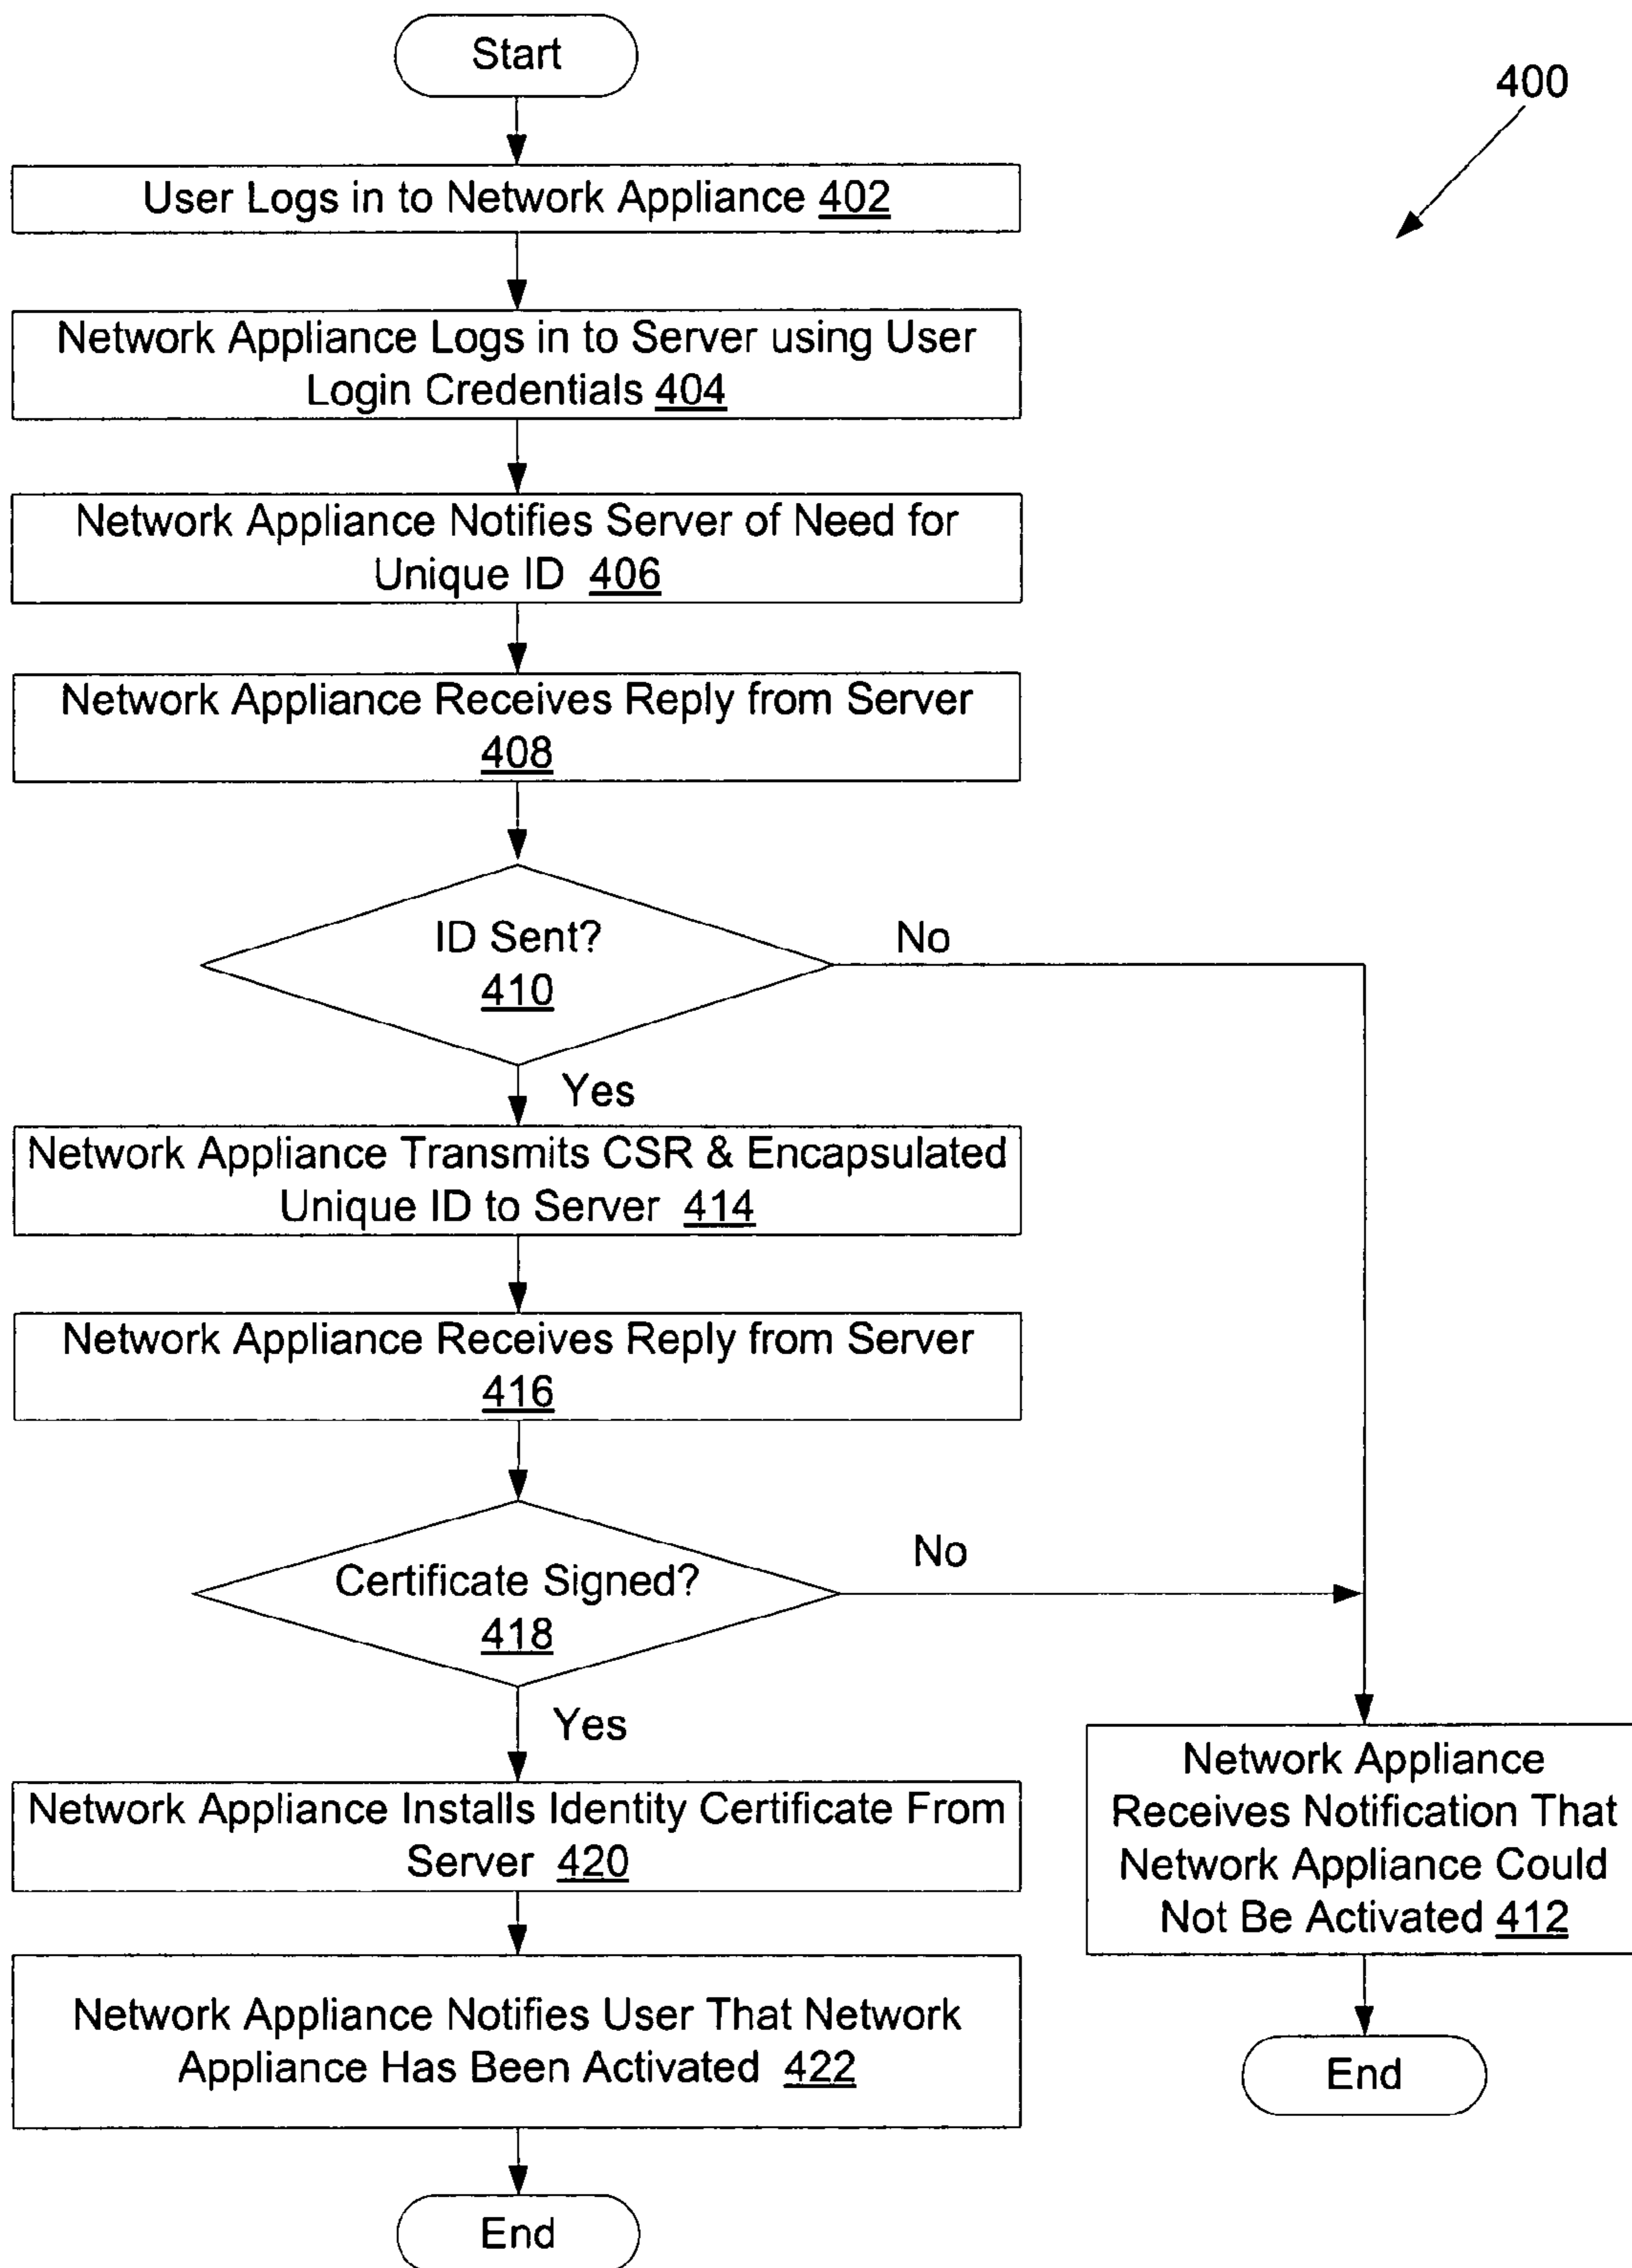 Start
400
User Logs in to Network Appliance 402
Network Appliance Logs in to Server using User
Login Credentials 404
Network Appliance Notifies Server of Need for
Unique ID 406
Network Appliance Receives Reply from Server
408
ID Sent?
410
No
Yes
Network Appliance Transmits CSR & Encapsulated
Unique ID to Server 414
Network Appliance Receives Reply from Server
416
Certificate Signed?
418
No
Yes
Network Appliance Installs Identity Certificate From
Server 420
Network Appliance Notifies User That Network
Appliance Has Been Activated 422
End
Network Appliance
Receives Notification That
Network Appliance Could
Not Be Activated 412
End